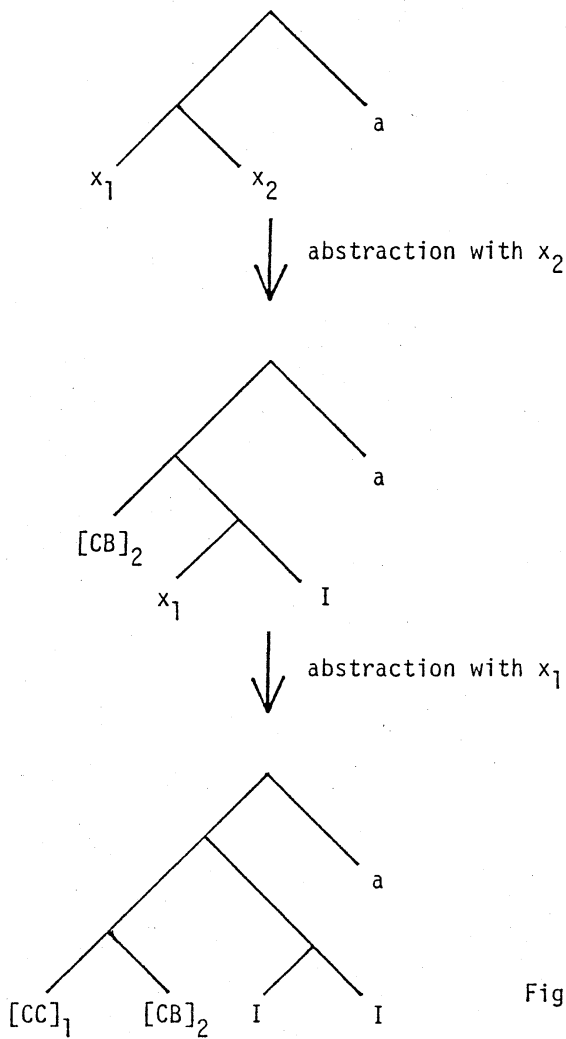 a
x₁ x₂
abstraction with x₂
a
[CB]₂
x₁ I
abstraction with x₁
a
[CC]₁ [CB]₂ I I Fig